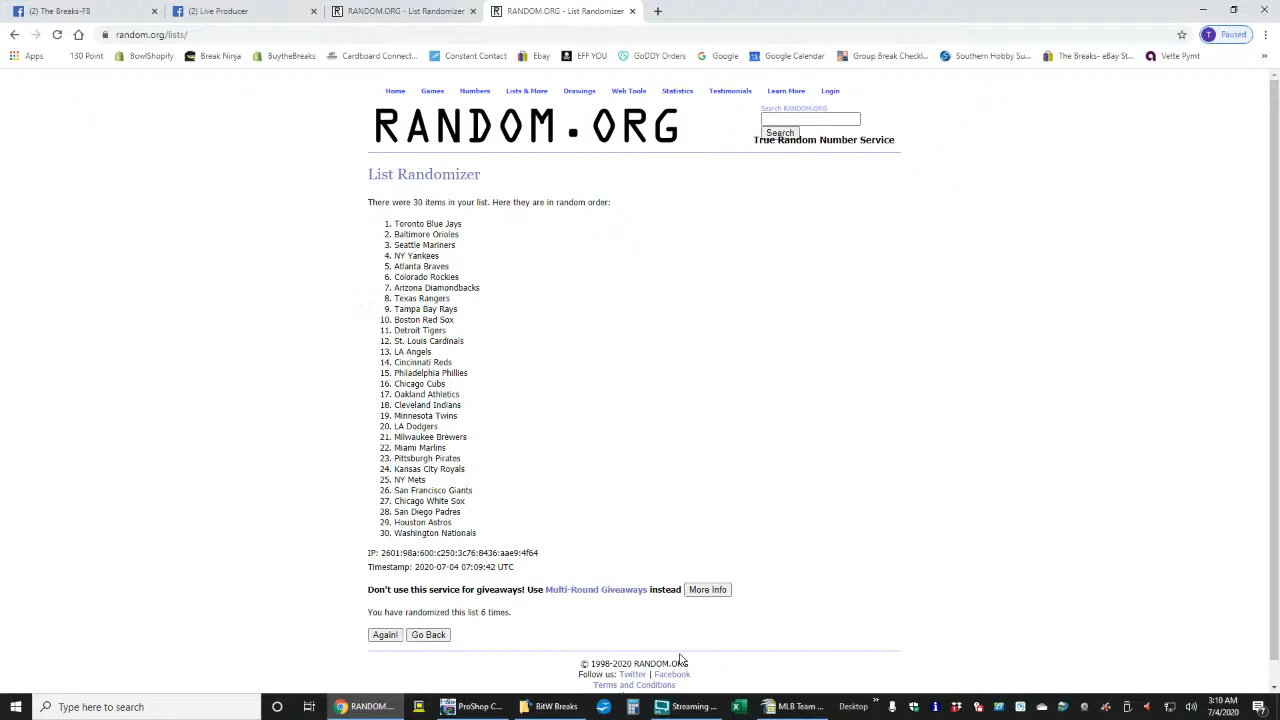 (2) The Breaks-FB
(2) Live Producer
RANDOM.ORG - List Randomizer
RANDOM.ORG - List Randomizer
random.org/lists/
T Paused
Apps
130 Point
BowlShopify
Break Ninja
BuytheBreaks
Cardboard Connect...
Constant Contact
Ebay
EFF YOU
GoDDY Orders
Google
Google Calendar
Group Break Checkl...
Southern Hobby Su...
The Breaks- eBay St...
Vette Pymt
Home Games Numbers Lists & More Drawings Web Tools Statistics Testimonials Learn More Login
RANDOM.ORG
Search RANDOM.ORG
Search
True Random Number Service
List Randomizer
There were 30 items in your list. Here they are in random order:
1. Toronto Blue Jays
2. Baltimore Orioles
3. Seattle Mariners
4. NY Yankees
5. Atlanta Braves
6. Colorado Rockies
7. Arizona Diamondbacks
8. Texas Rangers
9. Tampa Bay Rays
10. Boston Red Sox
11. Detroit Tigers
12. St. Louis Cardinals
13. LA Angels
14. Cincinnati Reds
15. Philadelphia Phillies
16. Chicago Cubs
17. Oakland Athletics
18. Cleveland Indians
19. Minnesota Twins
20. LA Dodgers
21. Milwaukee Brewers
22. Miami Marlins
23. Pittsburgh Pirates
24. Kansas City Royals
25. NY Mets
26. San Francisco Giants
27. Chicago White Sox
28. San Diego Padres
29. Houston Astros
30. Washington Nationals
IP: 2601:98a:600:c250:3c76:8436:aae9:4f64
Timestamp: 2020-07-04 07:09:42 UTC
Don't use this service for giveaways! Use Multi-Round Giveaways instead More Info
You have randomized this list 6 times.
Again! Go Back
© 1998-2020 RANDOM.ORG
Follow us: Twitter | Facebook
Terms and Conditions
Type here to search
RANDOM....
ProShop C...
BitW Breaks
Streaming ...
MLB Team ...
Desktop
3:10 AM
7/4/2020